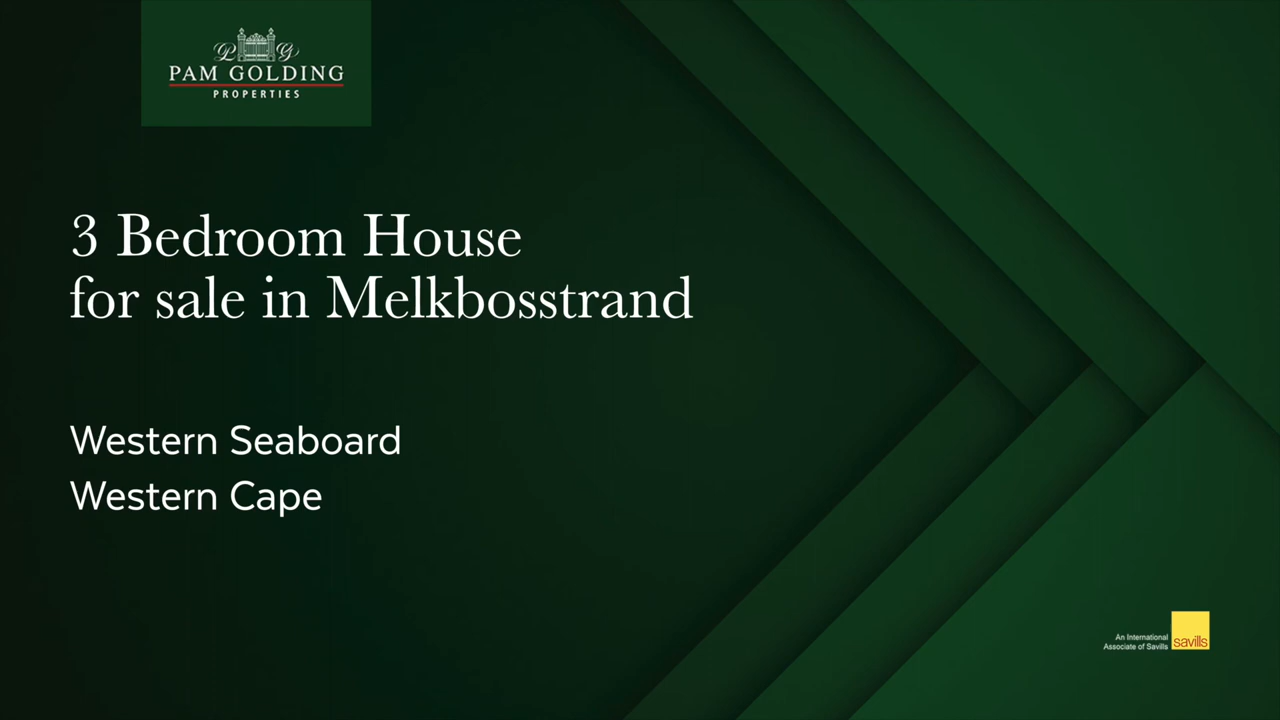 P G
PAM GOLDING
PROPERTIES
3 Bedroom House
for sale in Melkbosstrand
Western Seaboard
Western Cape
An International
Associate of Savills
savills